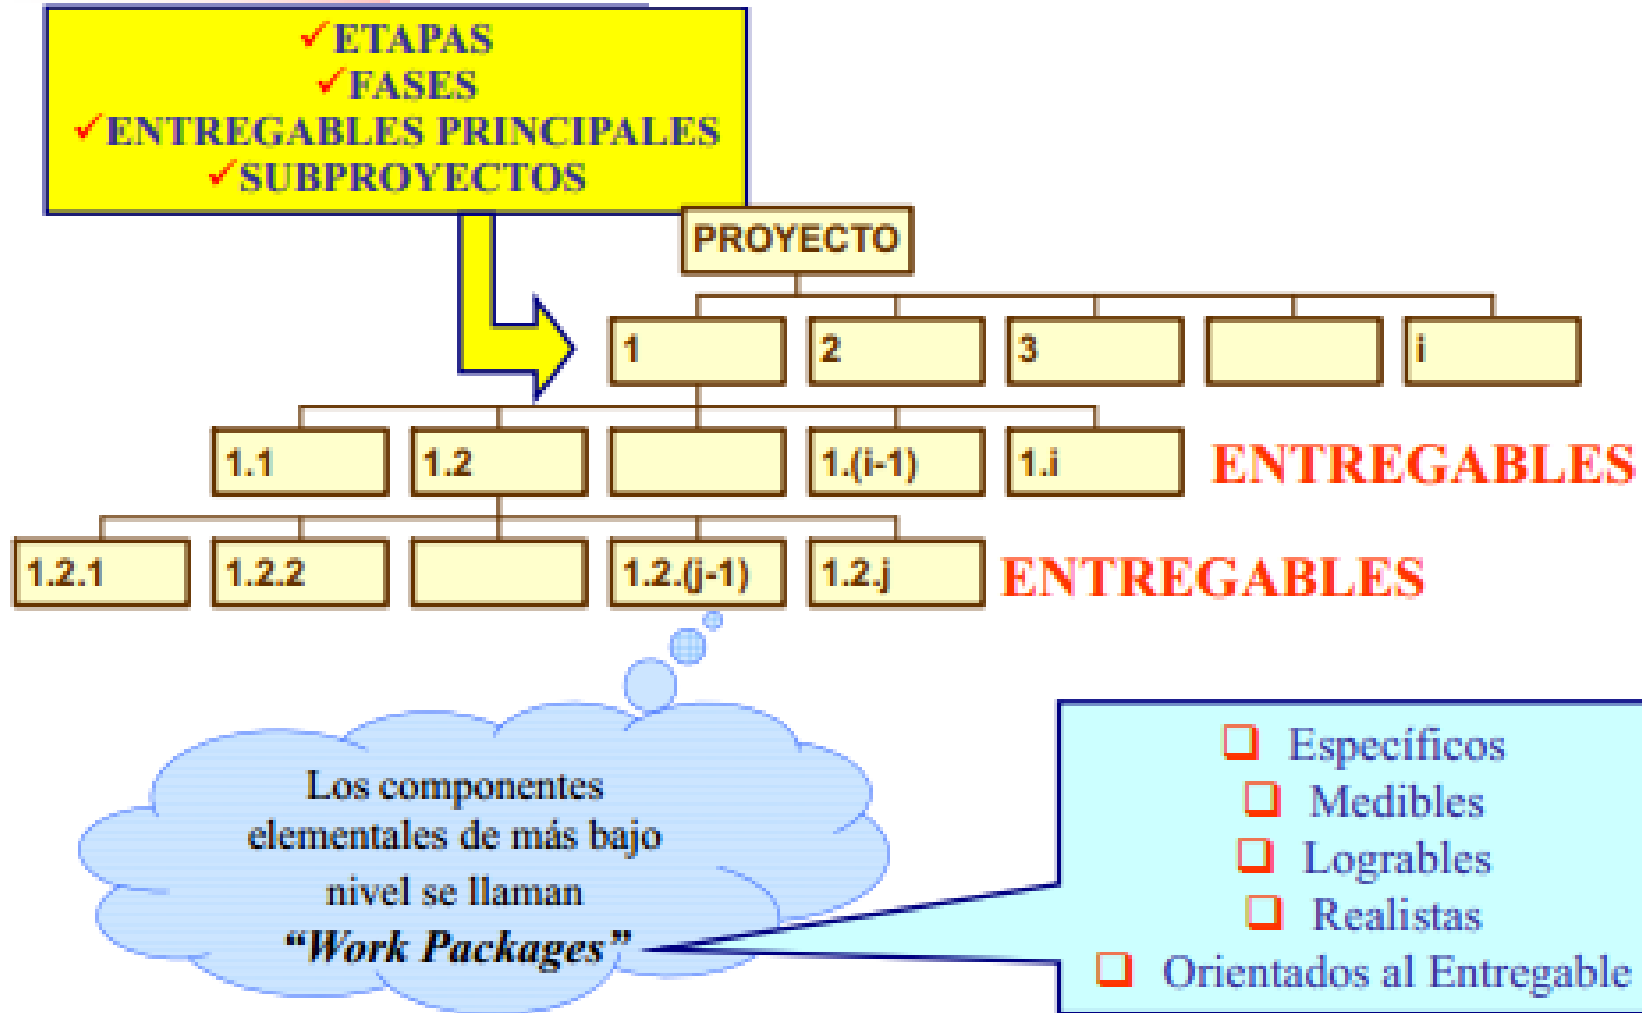 ETAPAS
FASES
ENTREGABLES PRINCIPALES
SUBPROYECTOS
PROYECTO
1
2
3
i
1.1
1.2
1.(i-1)
1.i
ENTREGABLES
1.2.1
1.2.2
1.2.(j-1)
1.2.j
ENTREGABLES
Los componentes
elementales de más bajo
nivel se llaman
“Work Packages”
Específicos
Medibles
Logrables
Realistas
Orientados al Entregable